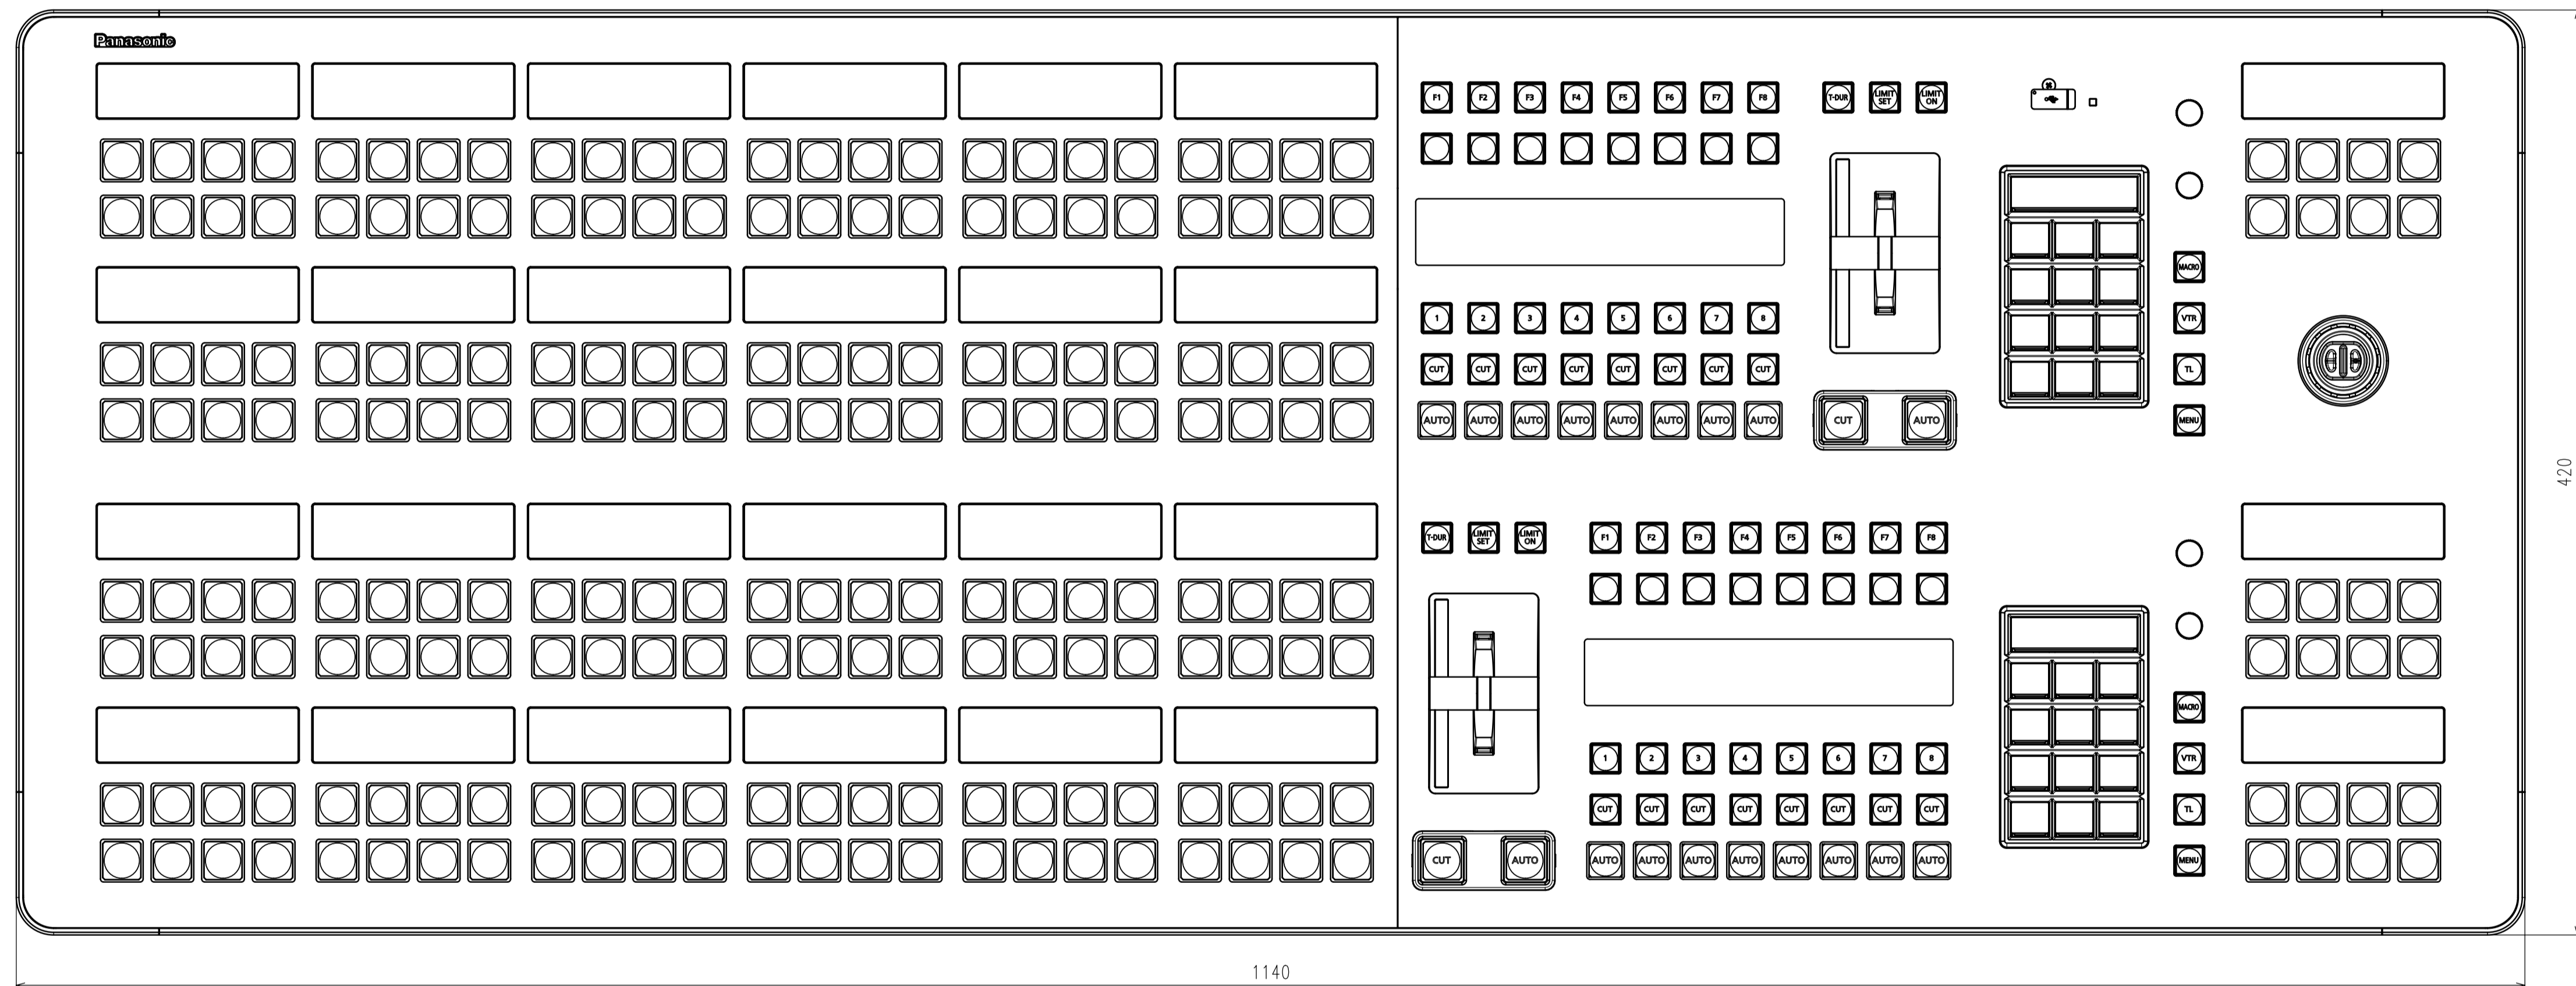 Panasonic
F1 F2 F3 F4 F5 F6 F7 F8 T-DUR LIMIT SET LIMIT ON
MACRO
1 2 3 4 5 6 7 8 VTR
CUT CUT CUT CUT CUT CUT CUT CUT TL
AUTO AUTO AUTO AUTO AUTO AUTO AUTO AUTO CUT AUTO MENU
420
T-DUR LIMIT SET LIMIT ON F1 F2 F3 F4 F5 F6 F7 F8
MACRO
1 2 3 4 5 6 7 8 VTR
CUT CUT CUT CUT CUT CUT CUT CUT TL
CUT AUTO AUTO AUTO AUTO AUTO AUTO AUTO AUTO AUTO MENU
1140